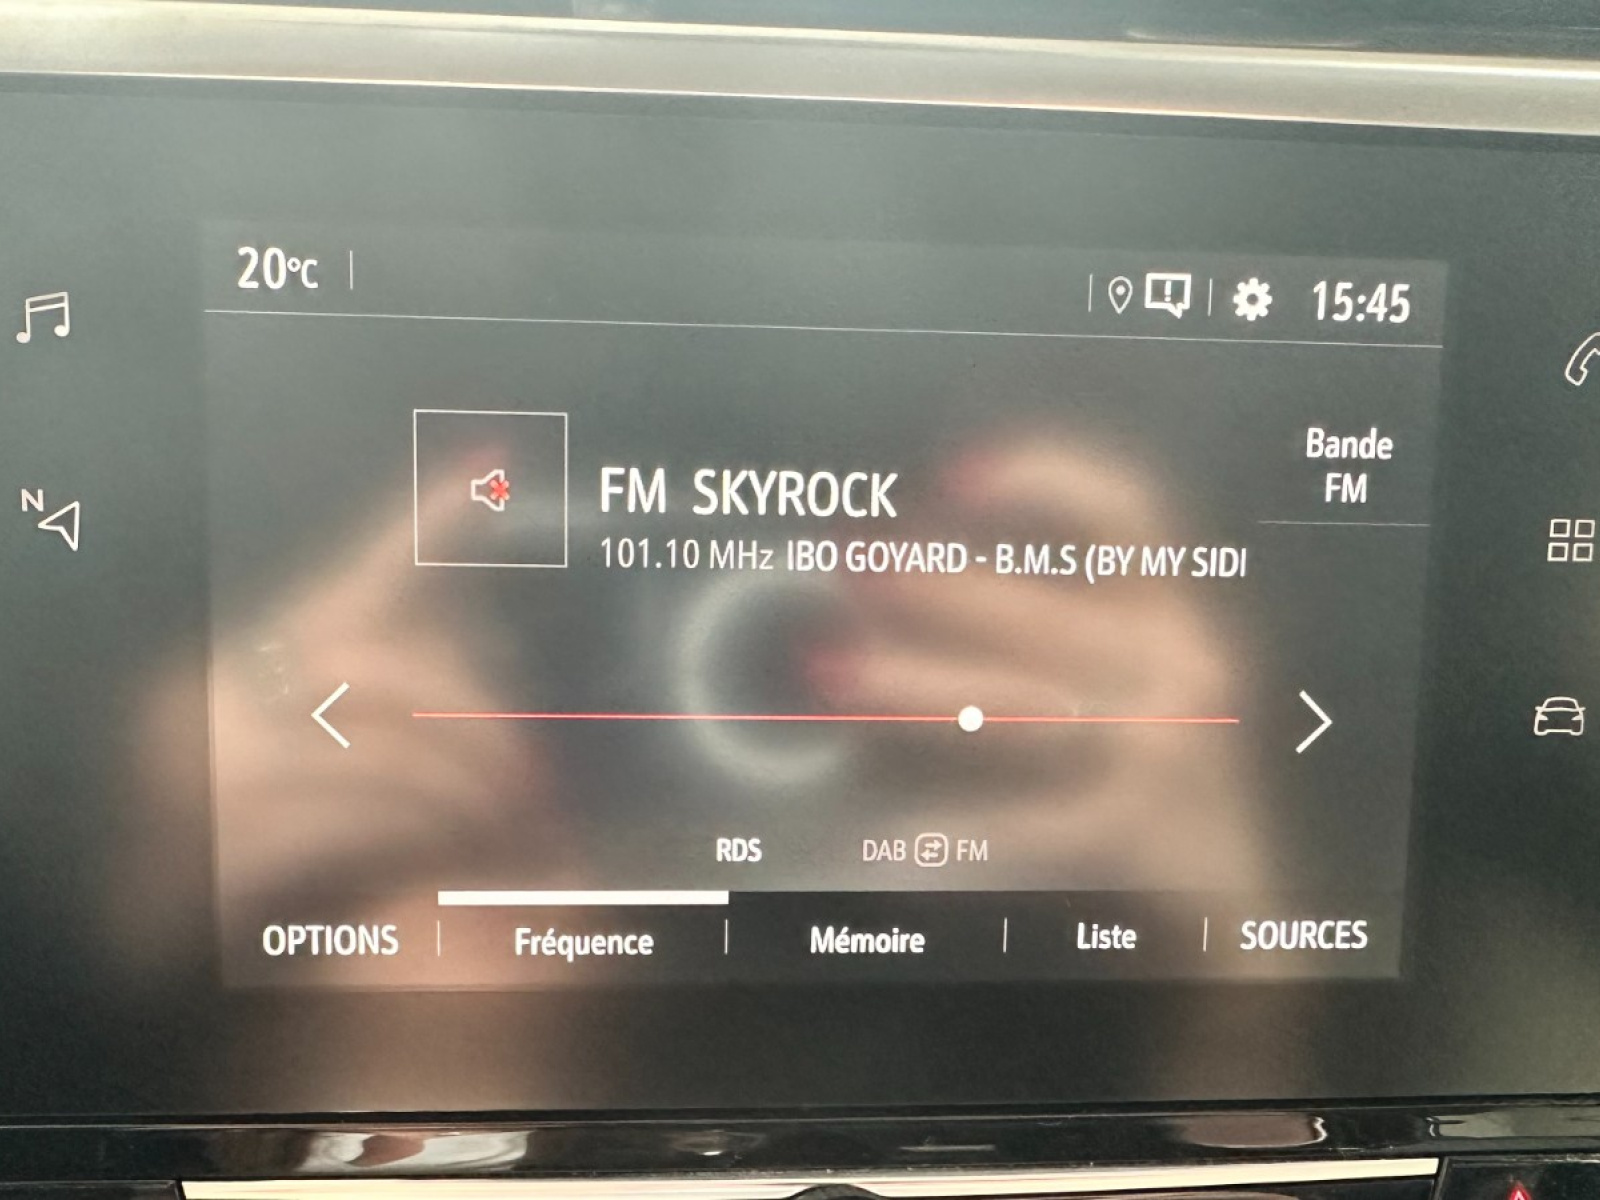 20°C
15:45
N
Bande
FM
FM SKYROCK
101.10 MHz IBO GOYARD - B.M.S (BY MY SIDI
RDS
DAB FM
OPTIONS
Fréquence
Mémoire
Liste
SOURCES